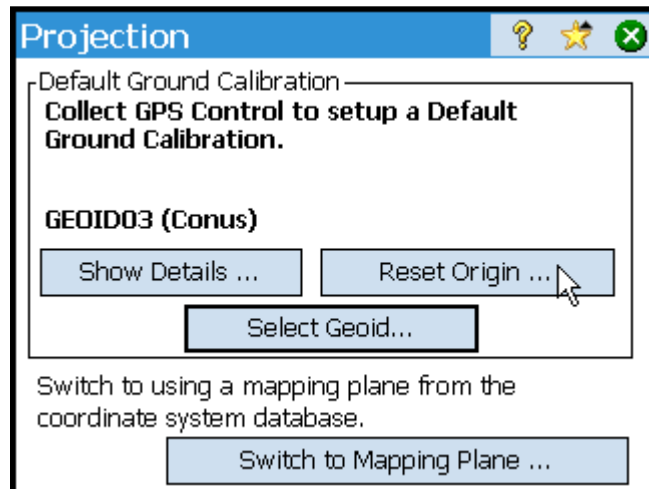 Projection
Default Ground Calibration
Collect GPS Control to setup a Default
Ground Calibration.
GEOID03 (Conus)
Show Details ...
Reset Origin ...
Select Geoid...
Switch to using a mapping plane from the
coordinate system database.
Switch to Mapping Plane ...